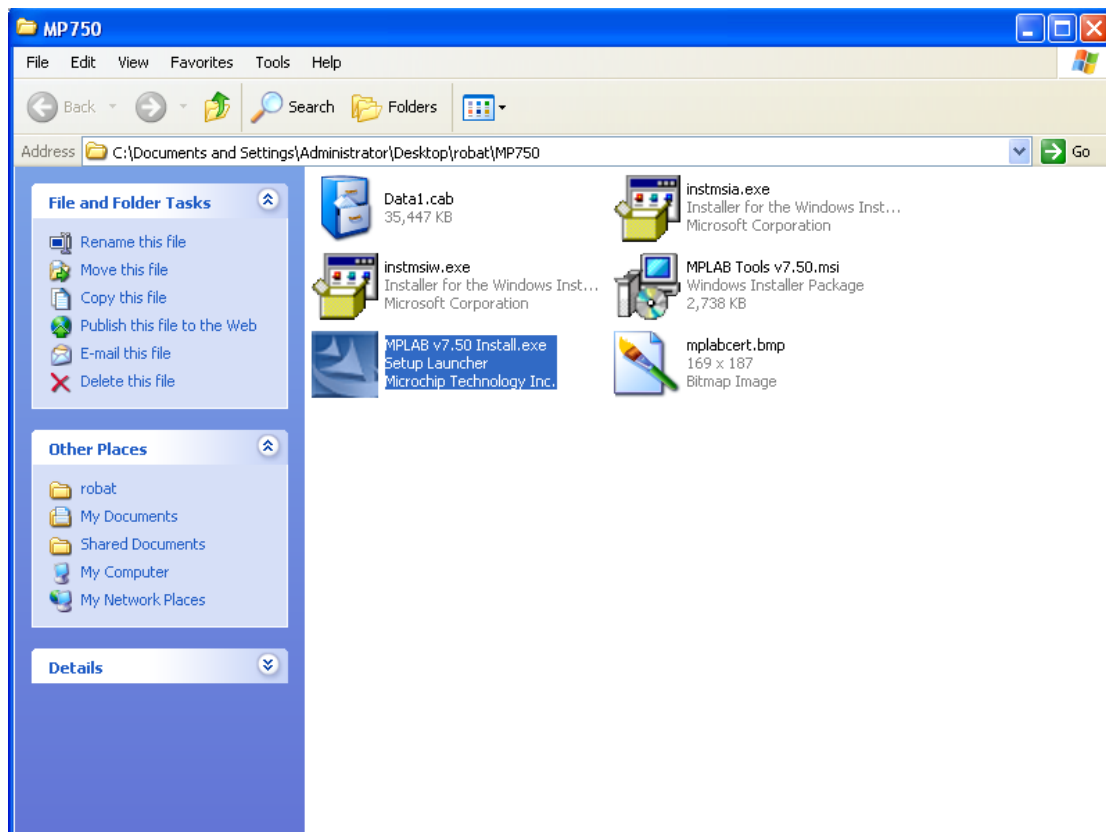 MP750
File Edit View Favorites Tools Help
Back Search Folders
Address C:\Documents and Settings\Administrator\Desktop\robat\MP750 Go
File and Folder Tasks
Rename this file
Move this file
Copy this file
Publish this file to the Web
E-mail this file
Delete this file
Other Places
robat
My Documents
Shared Documents
My Computer
My Network Places
Details
Data1.cab
35,447 KB
instmsia.exe
Installer for the Windows Inst...
Microsoft Corporation
instmsiw.exe
Installer for the Windows Inst...
Microsoft Corporation
MPLAB Tools v7.50.msi
Windows Installer Package
2,738 KB
MPLAB v7.50 Install.exe
Setup Launcher
Microchip Technology Inc.
mplabcert.bmp
169 x 187
Bitmap Image